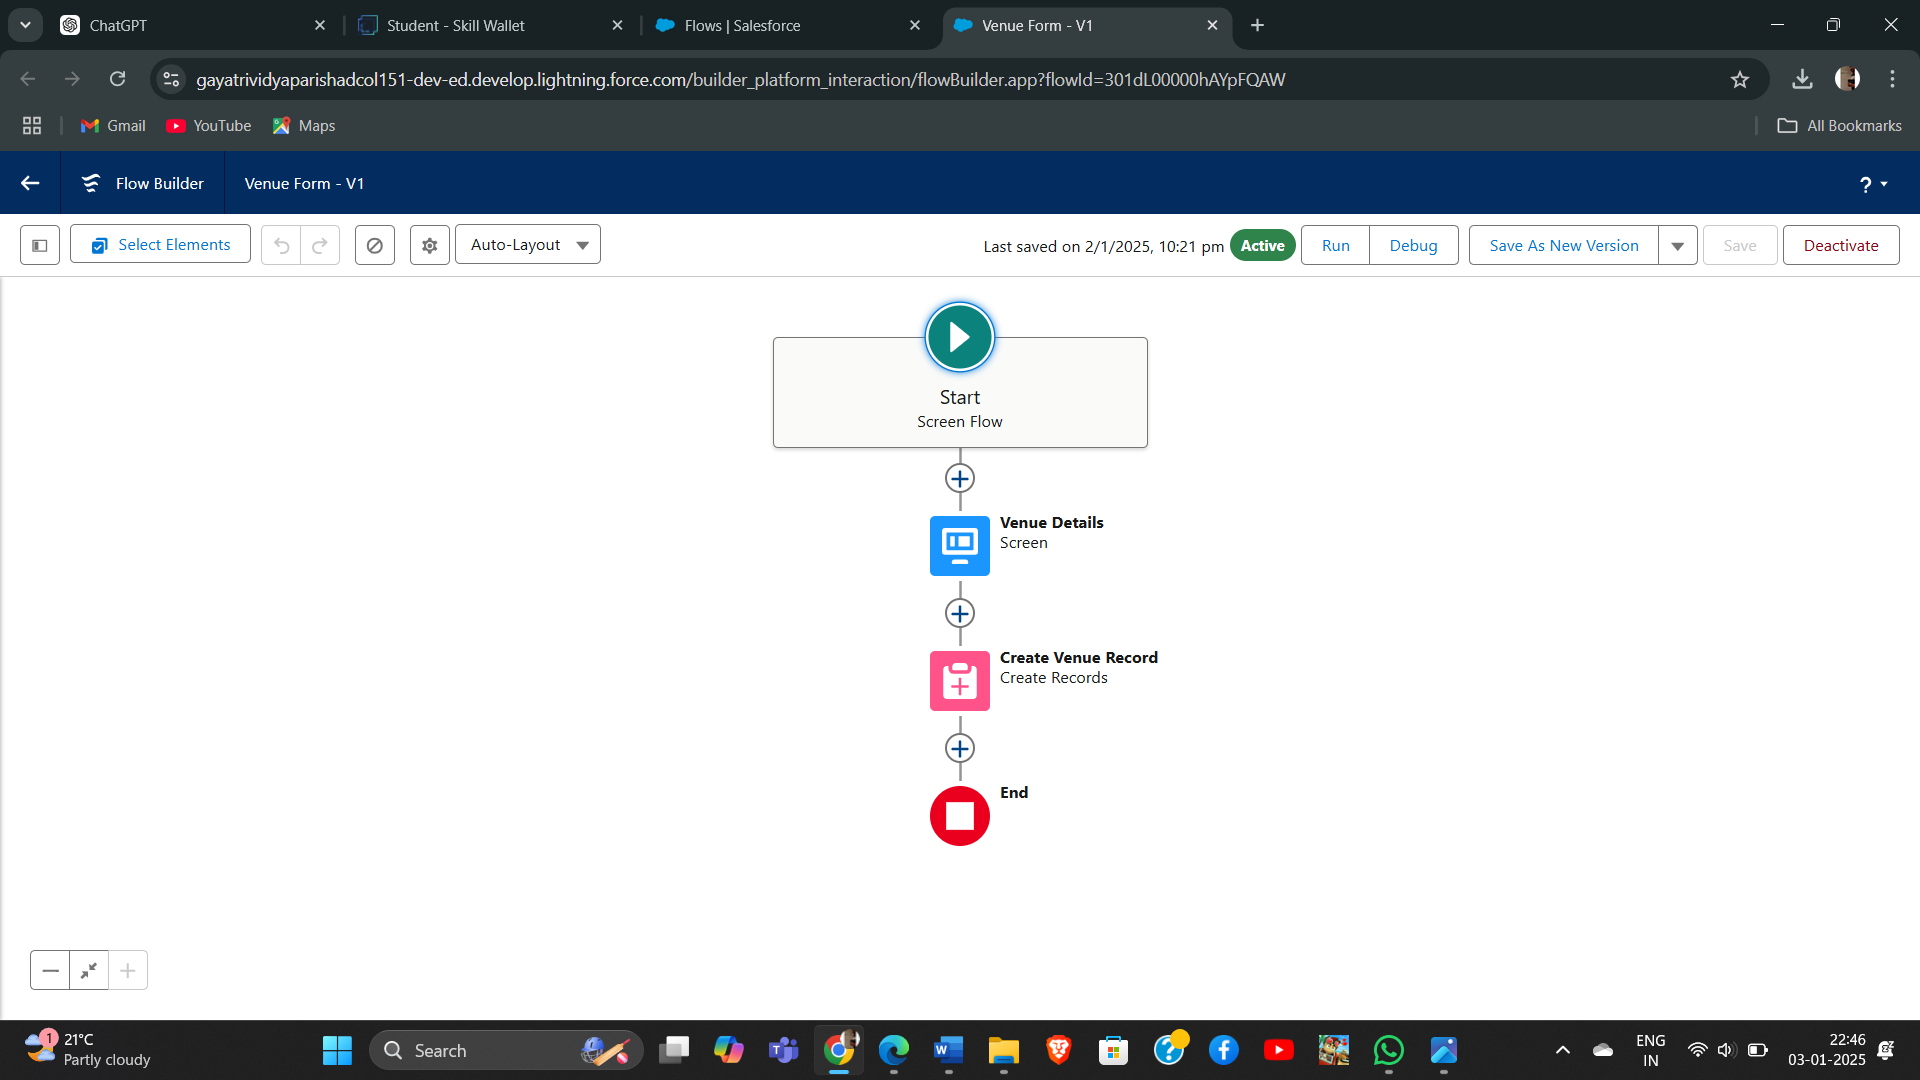 ChatGPT
Student - Skill Wallet
Flows | Salesforce
Venue Form - V1
gayatrividyaparishadcol151-dev-ed.develop.lightning.force.com/builder_platform_interaction/flowBuilder.app?flowId=301dL00000hAYpFQAW
Gmail
YouTube
Maps
All Bookmarks
Flow Builder
Venue Form - V1
?
Select Elements
Auto-Layout
Last saved on 2/1/2025, 10:21 pm
Active
Run
Debug
Save As New Version
Save
Deactivate
Start
Screen Flow
Venue Details
Screen
Create Venue Record
Create Records
End
1
21°C
Partly cloudy
Search
ENG
IN
22:46
03-01-2025